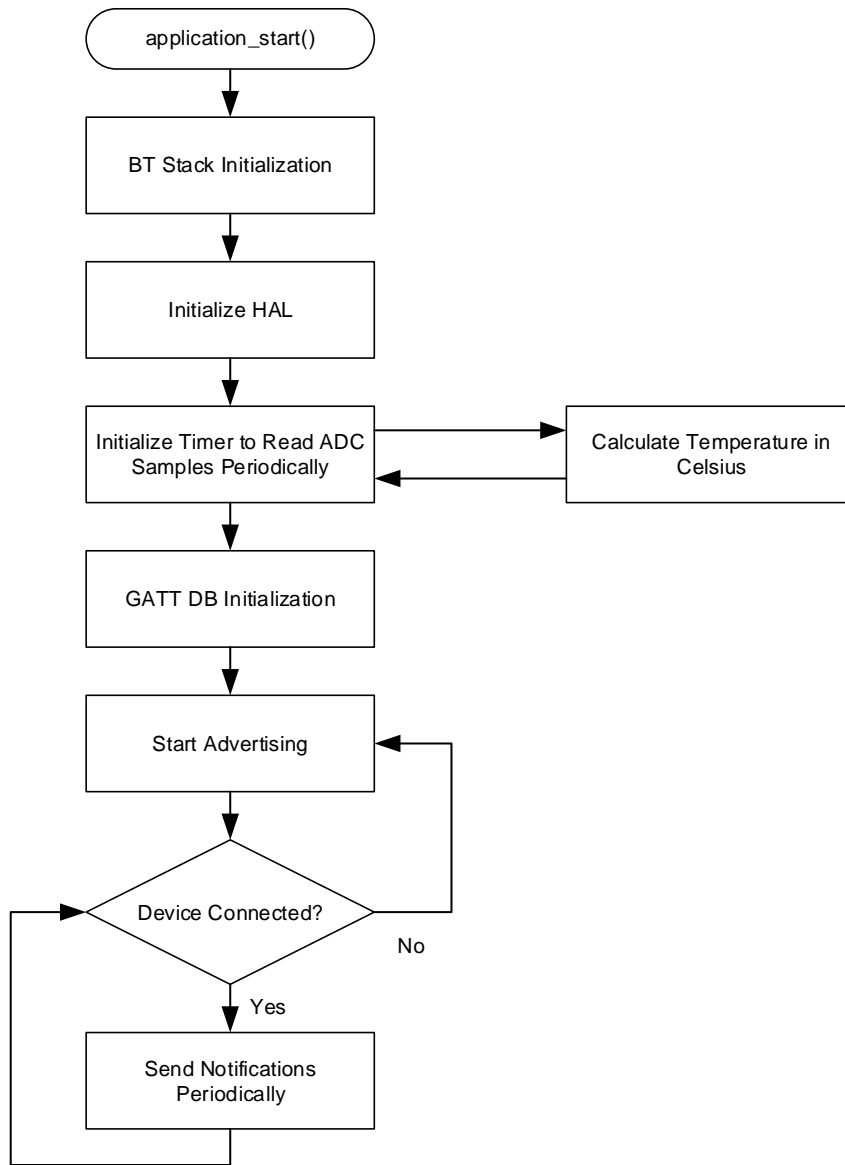 application_start()
BT Stack Initialization
Initialize HAL
Initialize Timer to Read ADC
Samples Periodically
Calculate Temperature in
Celsius
GATT DB Initialization
Start Advertising
Device Connected?
No
Yes
Send Notifications
Periodically